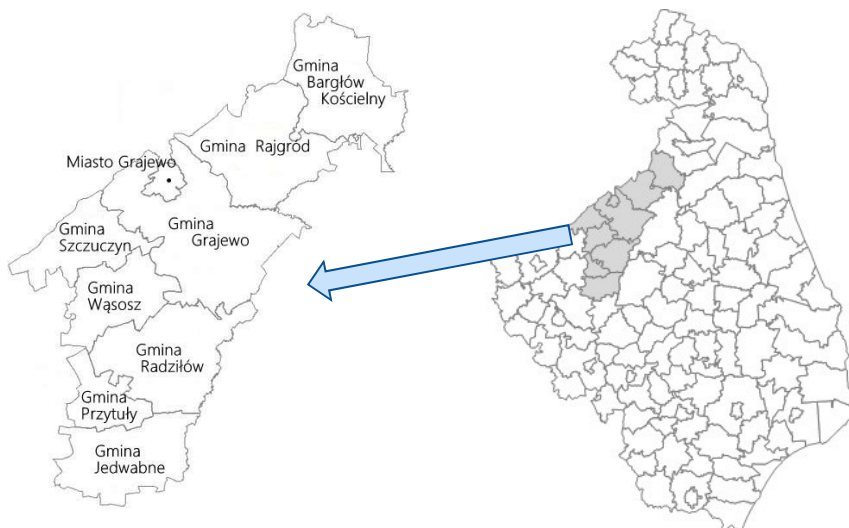 Gmina
Bargłów
Kościelny
Gmina Rajgród
Miasto Grajewo
Gmina
Grajewo
Gmina
Szczuczyn
Gmina
Wąsosz
Gmina
Radziłów
Gmina
Przytuły
Gmina
Jedwabne